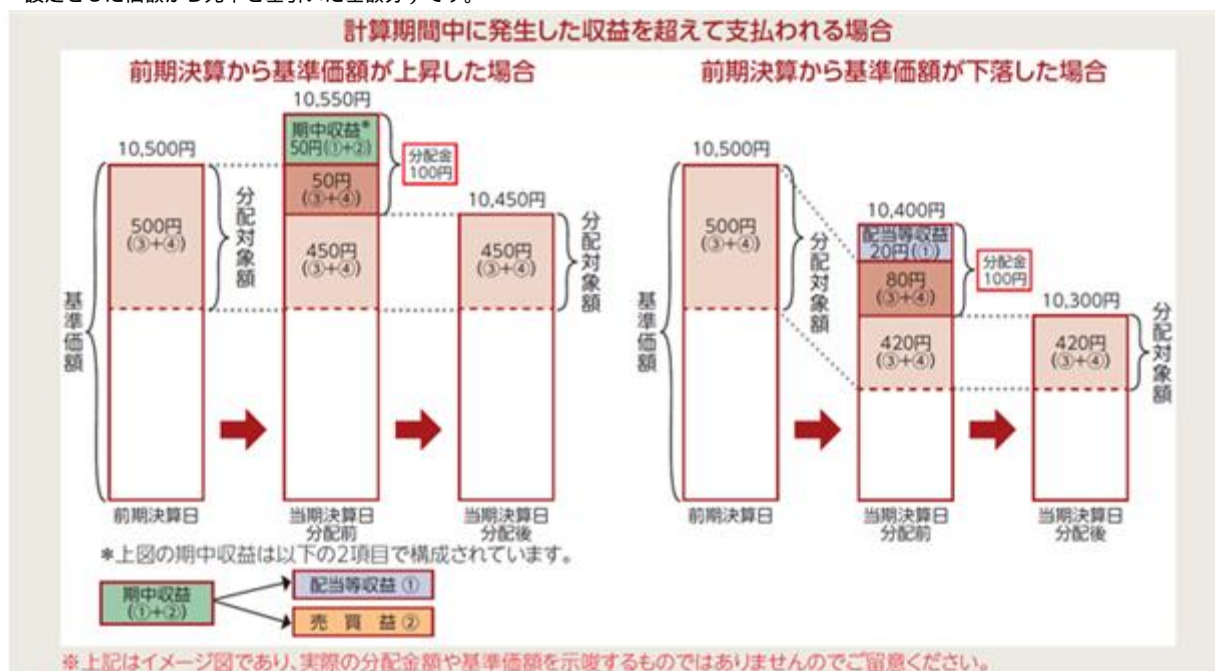 計算期間中に発生した収益を超えて支払われる場合
前期決算から基準価額が上昇した場合
10,550円
10,500円
期中収益*
50円(①+②)
分配金
100円
50円
(③+④)
10,450円
500円
(③+④)
分配対象額
450円
(③+④)
450円
(③+④)
分配対象額
基準価額
前期決算日
当期決算日
分配前
当期決算日
分配後
*上図の期中収益は以下の2項目で構成されています。
期中収益
(①+②)
配当等収益 ①
売 買 益 ②
前期決算から基準価額が下落した場合
10,500円
10,400円
500円
(③+④)
分配対象額
配当等収益
20円(①)
分配金
100円
80円
(③+④)
10,300円
420円
(③+④)
420円
(③+④)
分配対象額
基準価額
前期決算日
当期決算日
分配前
当期決算日
分配後
※上記はイメージ図であり、実際の分配金額や基準価額を示唆するものではありませんのでご留意ください。